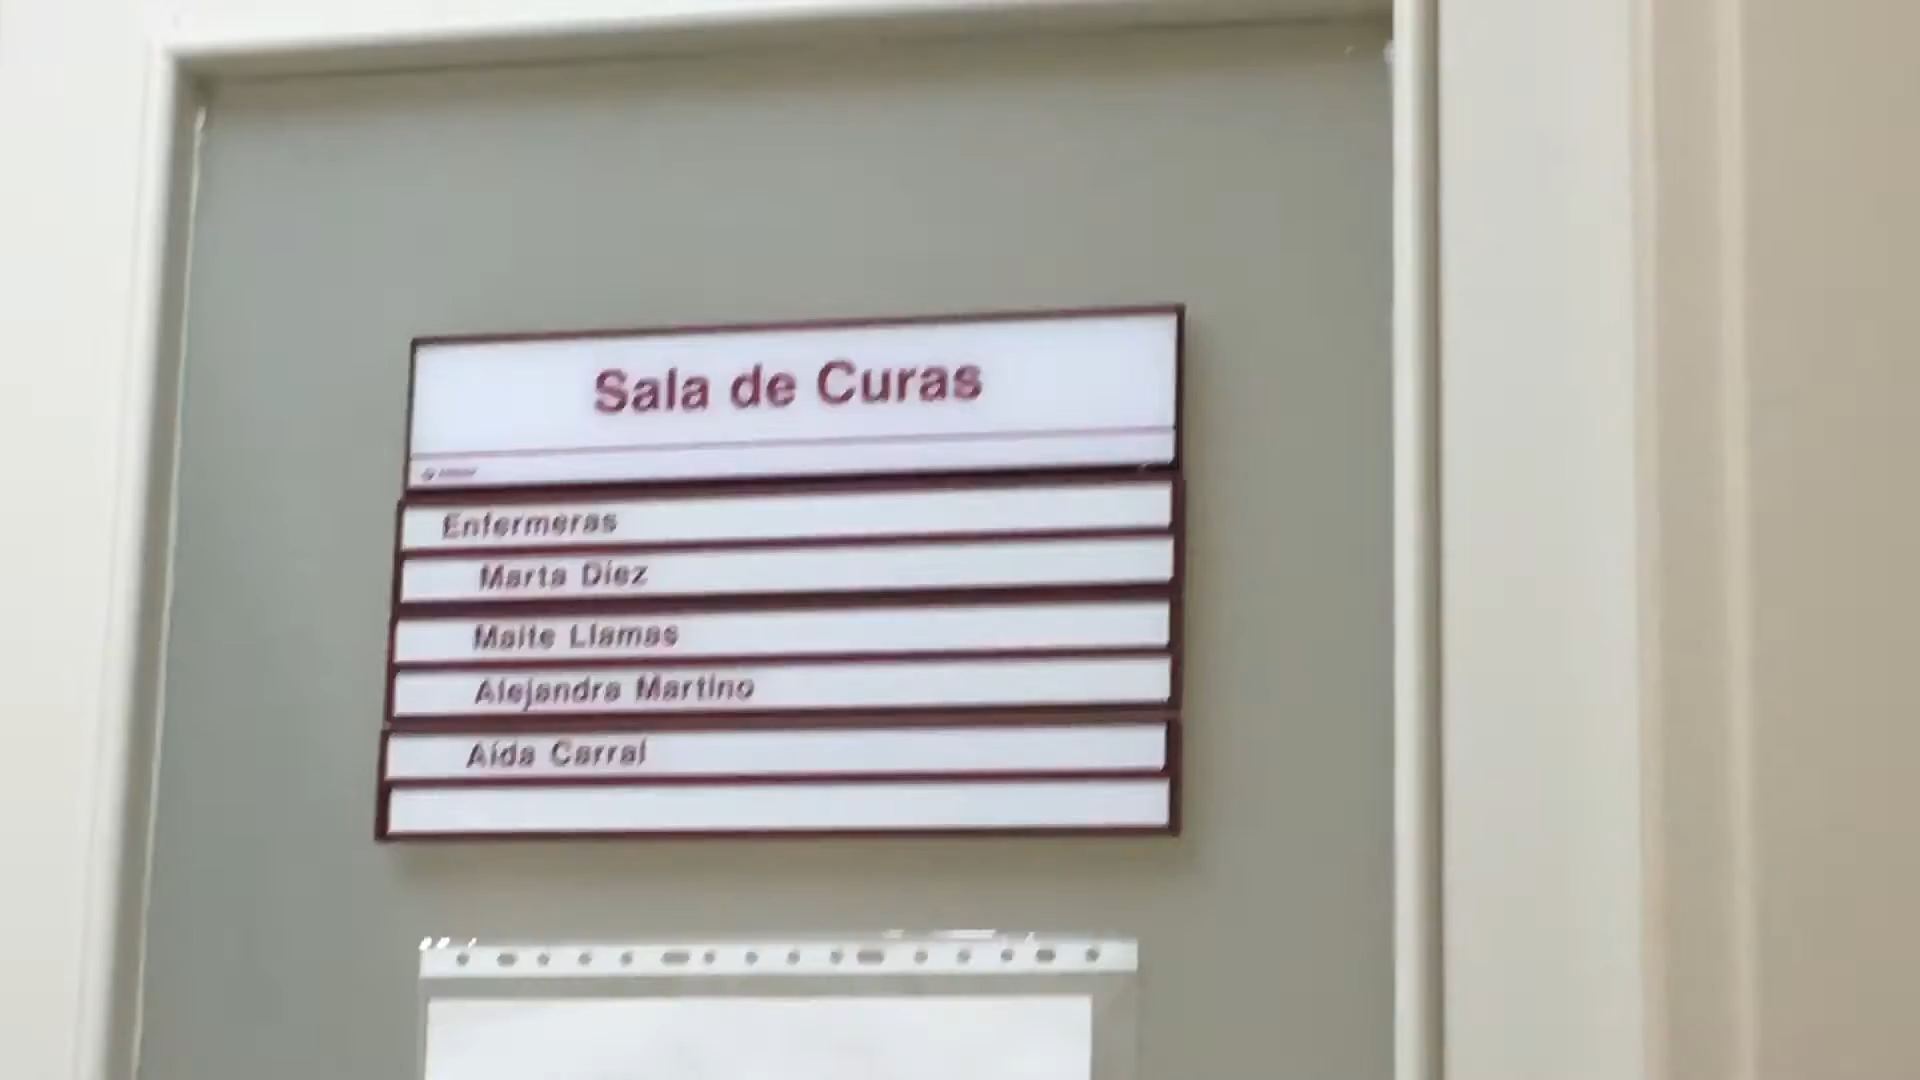 Sala de Curas
Enfermeras
Marta Díez
Maite Llamas
Alejandra Martino
Aída Carral